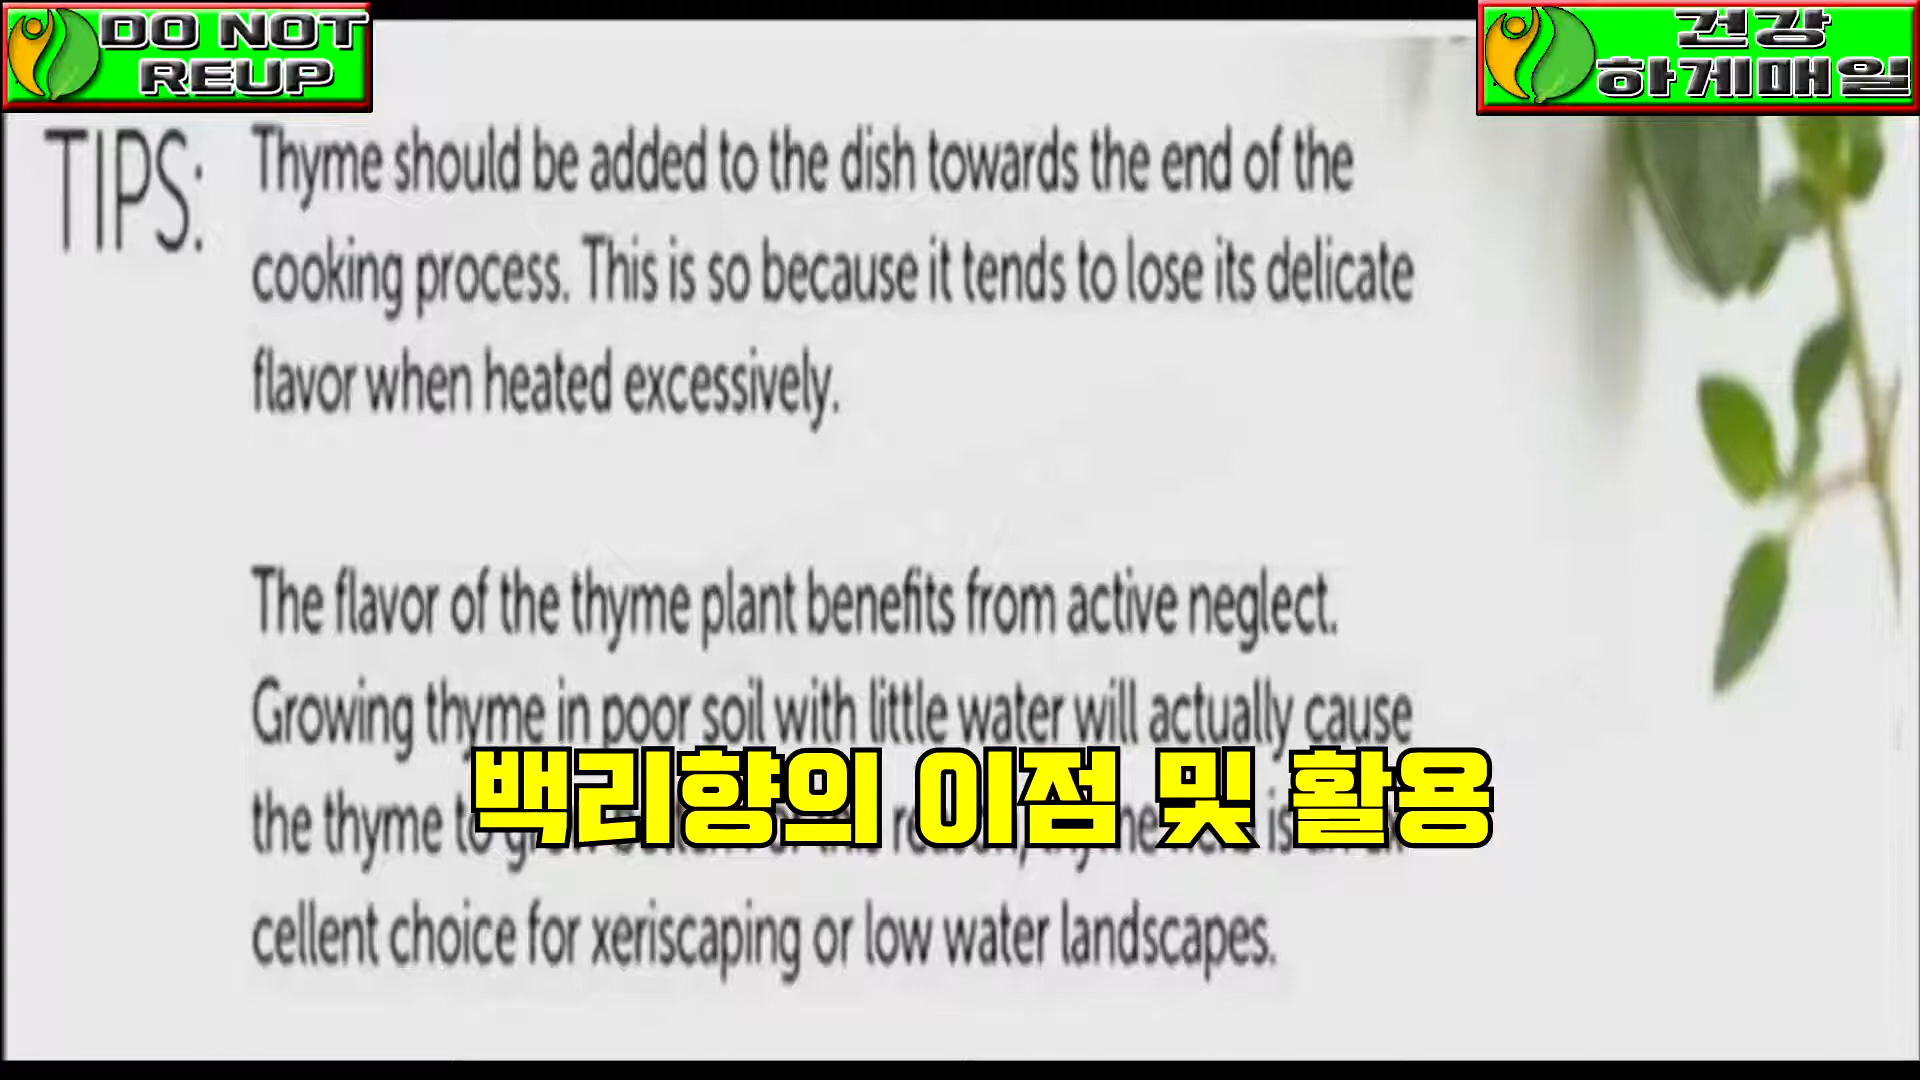 DO NOT
REUP
건강
하게매일
TIPS:
Thyme should be added to the dish towards the end of the
cooking process. This is so because it tends to lose its delicate
flavor when heated excessively.
The flavor of the thyme plant benefits from active neglect.
Growing thyme in poor soil with little water will actually cause
the thyme to
백리향의 이점 및 활용
cellent choice for xeriscaping or low water landscapes.